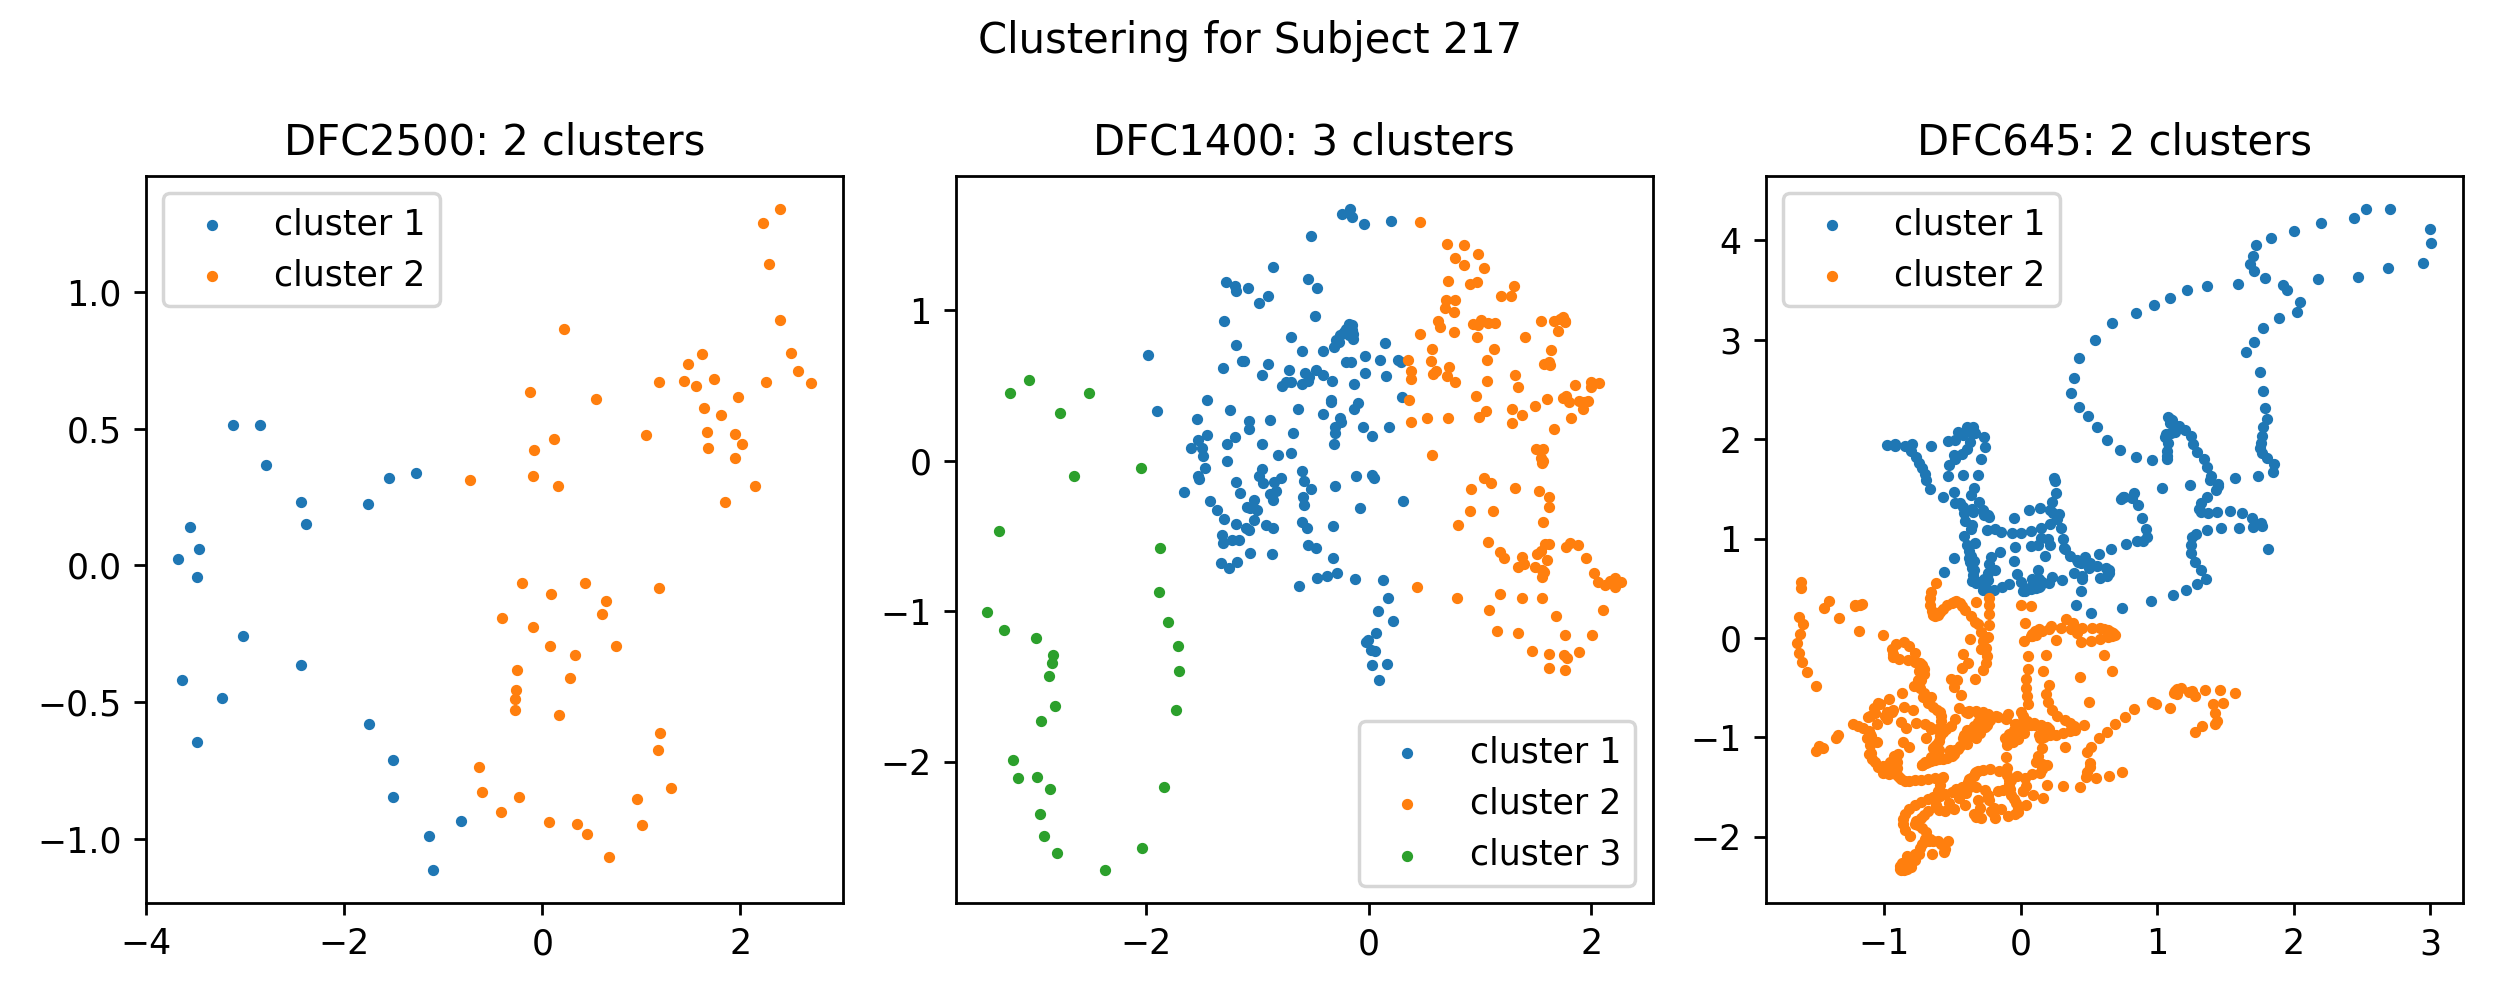 Clustering for Subject 217
DFC2500: 2 clusters
cluster 1
cluster 2
1.0
0.5
0.0
−0.5
−1.0
−4
−2
0
2
DFC1400: 3 clusters
1
0
−1
−2
cluster 1
cluster 2
cluster 3
−2
0
2
DFC645: 2 clusters
cluster 1
cluster 2
4
3
2
1
0
−1
−2
−1
0
1
2
3